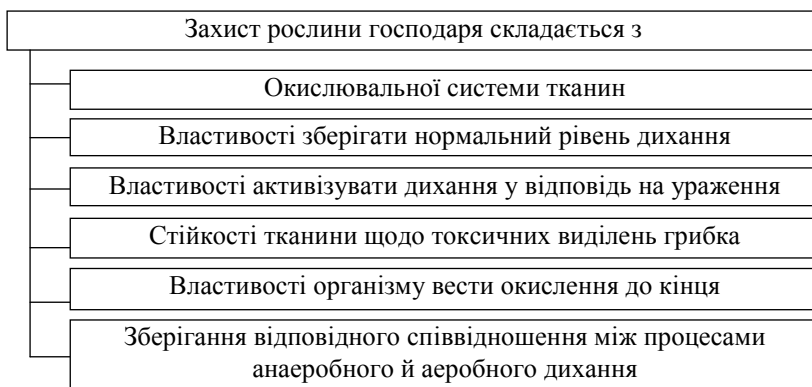 Захист рослини господаря складається з
Окислювальної системи тканин
Властивості зберігати нормальний рівень дихання
Властивості активізувати дихання у відповідь на ураження
Стійкості тканини щодо токсичних виділень грибка
Властивості організму вести окислення до кінця
Зберігання відповідного співвідношення між процесами
анаеробного й аеробного дихання